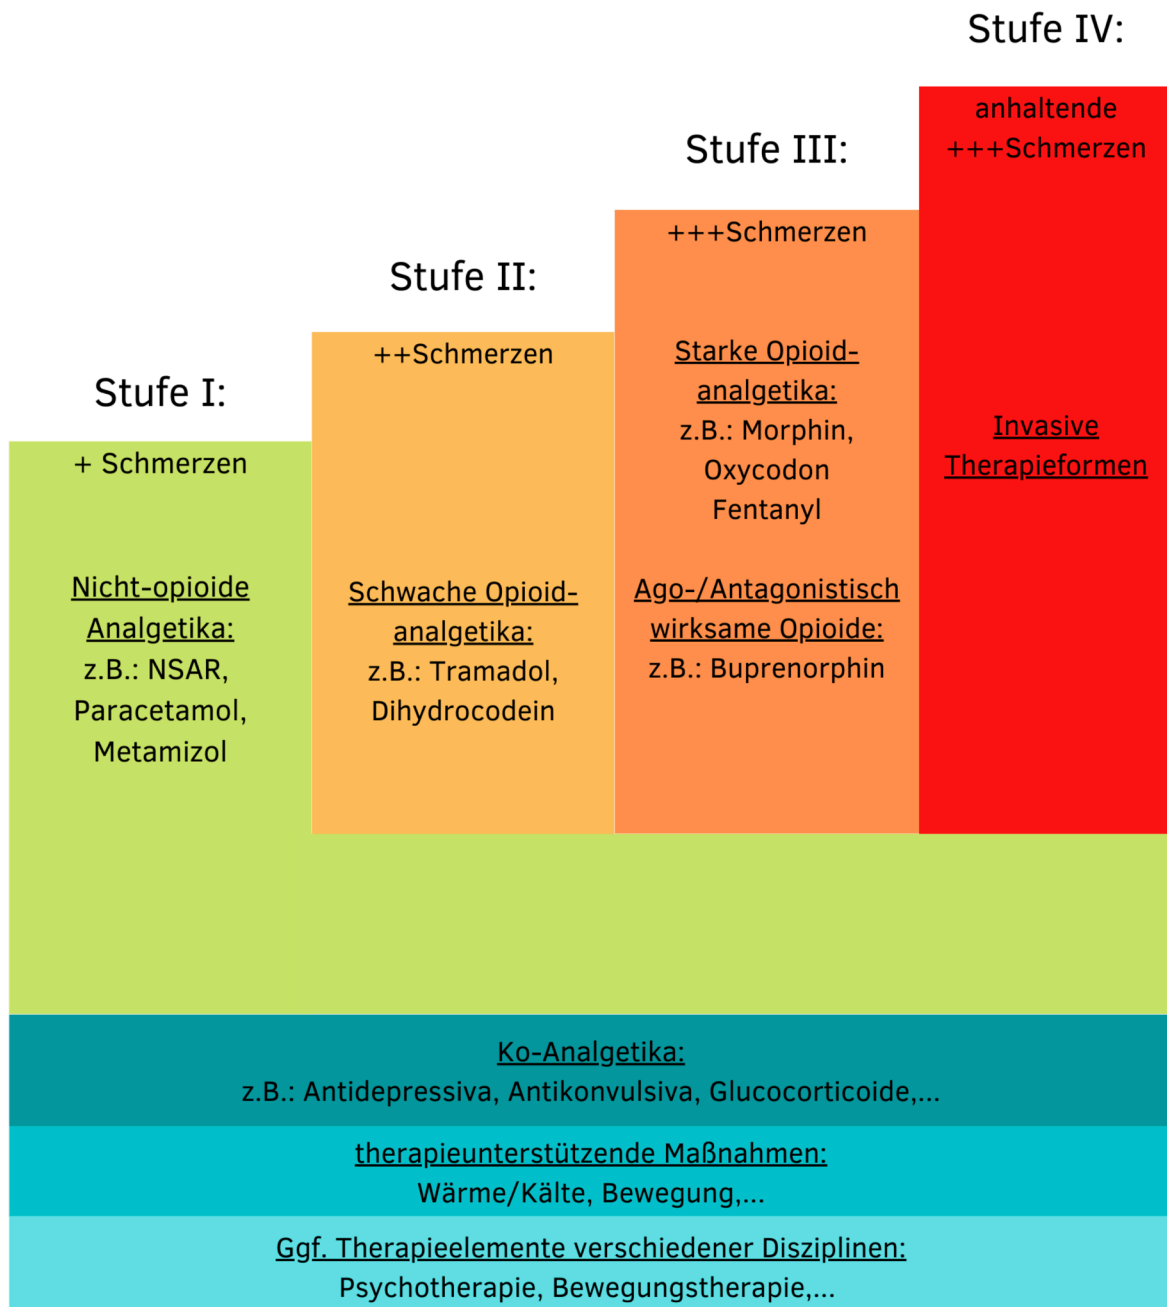 Stufe I:
+ Schmerzen
Nicht-opioide
Analgetika:
z.B.: NSAR,
Paracetamol,
Metamizol
Stufe II:
++Schmerzen
Schwache Opioid-
analgetika:
z.B.: Tramadol,
Dihydrocodein
Stufe III:
+++Schmerzen
Starke Opioid-
analgetika:
z.B.: Morphin,
Oxycodon
Fentanyl
Ago-/Antagonistisch
wirksame Opioide:
z.B.: Buprenorphin
Stufe IV:
anhaltende
+++Schmerzen
Invasive
Therapieformen
Ko-Analgetika:
z.B.: Antidepressiva, Antikonvulsiva, Glucocorticoide,...
therapieunterstützende Maßnahmen:
Wärme/Kälte, Bewegung,...
Ggf. Therapieelemente verschiedener Disziplinen:
Psychotherapie, Bewegungstherapie,...